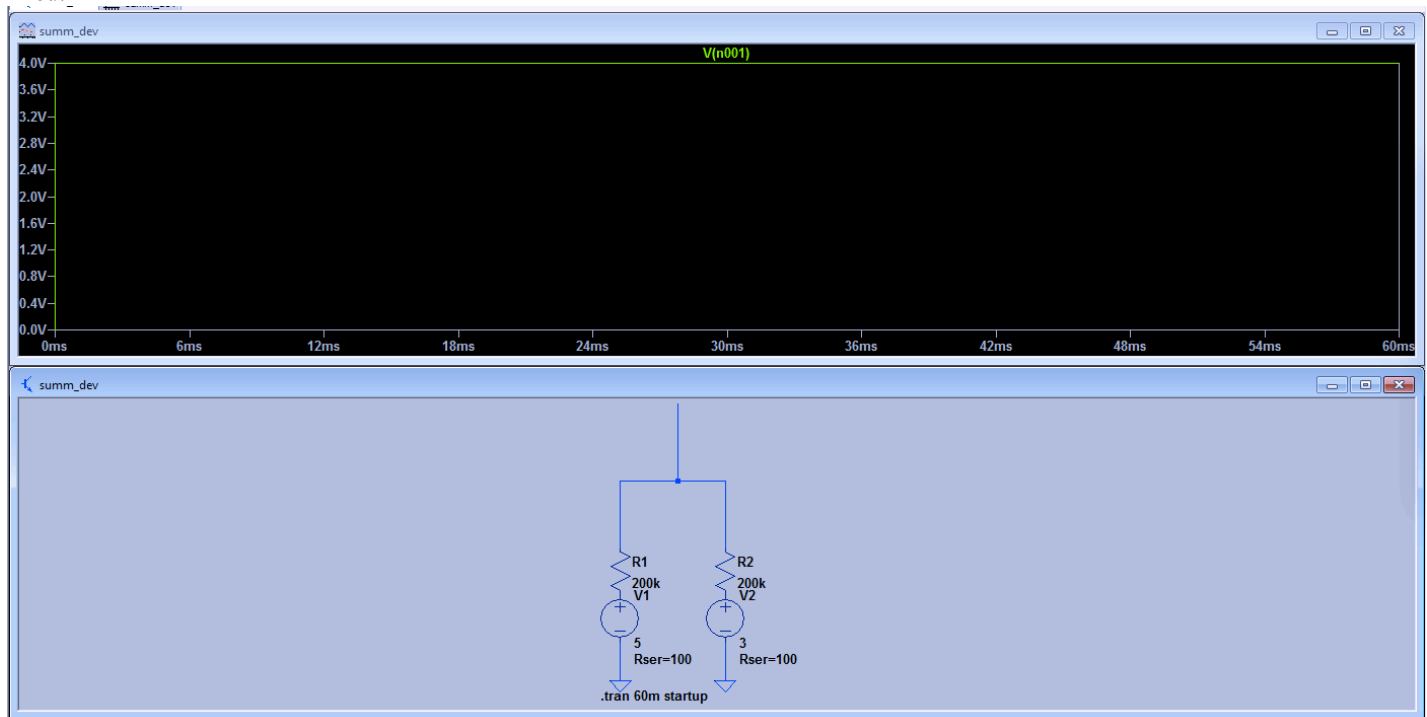 summ_dev
V(n001)
4.0V
3.6V
3.2V
2.8V
2.4V
2.0V
1.6V
1.2V
0.8V
0.4V
0.0V
0ms 6ms 12ms 18ms 24ms 30ms 36ms 42ms 48ms 54ms 60ms
summ_dev
R1 R2
200k 200k
V1 V2
5 3
Rser=100 Rser=100
.tran 60m startup